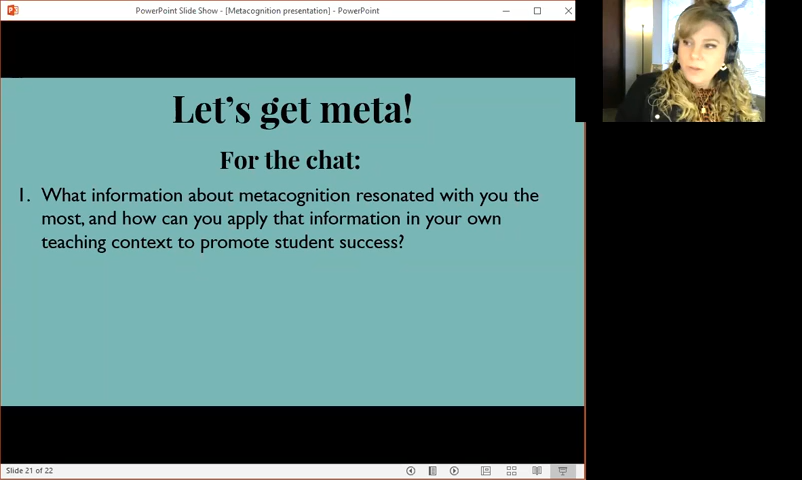 PowerPoint Slide Show - [Metacognition presentation] - PowerPoint
Let's get meta!
For the chat:
1. What information about metacognition resonated with you the
most, and how can you apply that information in your own
teaching context to promote student success?
Slide 21 of 22